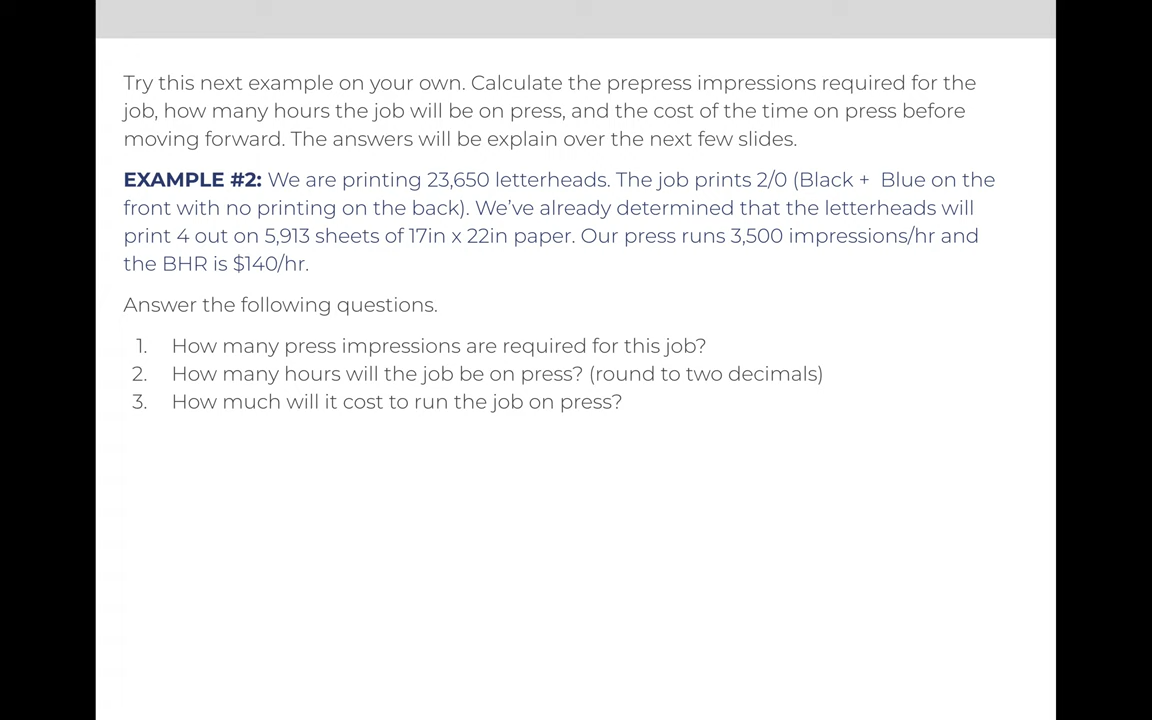 Try this next example on your own. Calculate the prepress impressions required for the
job, how many hours the job will be on press, and the cost of the time on press before
moving forward. The answers will be explain over the next few slides.
EXAMPLE #2: We are printing 23,650 letterheads. The job prints 2/0 (Black + Blue on the
front with no printing on the back). We’ve already determined that the letterheads will
print 4 out on 5,913 sheets of 17in x 22in paper. Our press runs 3,500 impressions/hr and
the BHR is $140/hr.
Answer the following questions.
1. How many press impressions are required for this job?
2. How many hours will the job be on press? (round to two decimals)
3. How much will it cost to run the job on press?